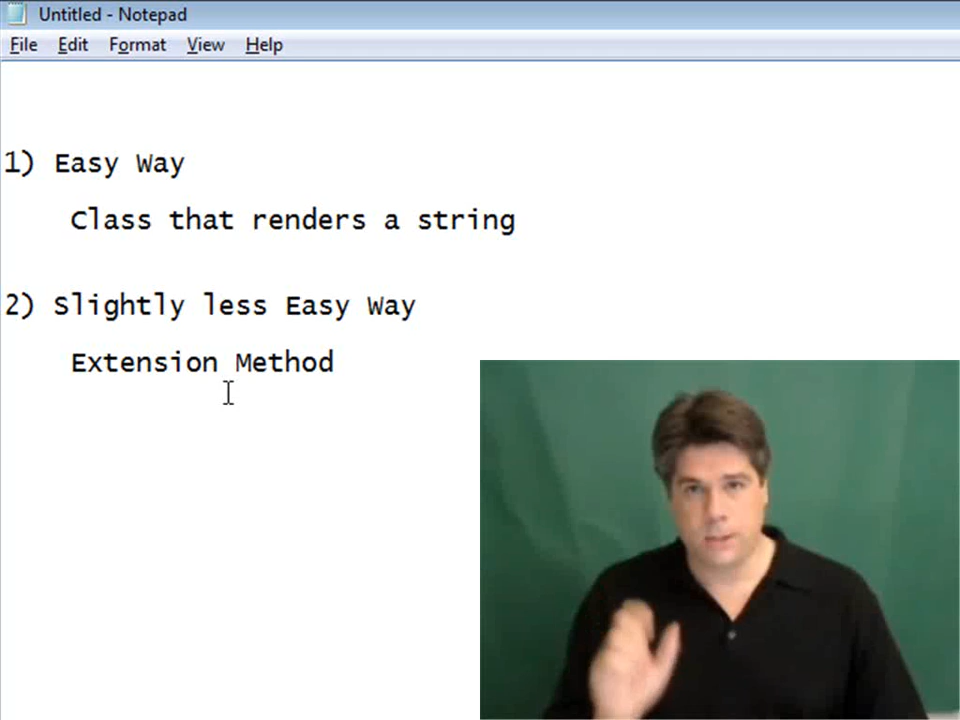 Untitled - Notepad
File Edit Format View Help
1) Easy Way
Class that renders a string
2) Slightly less Easy Way
Extension Method